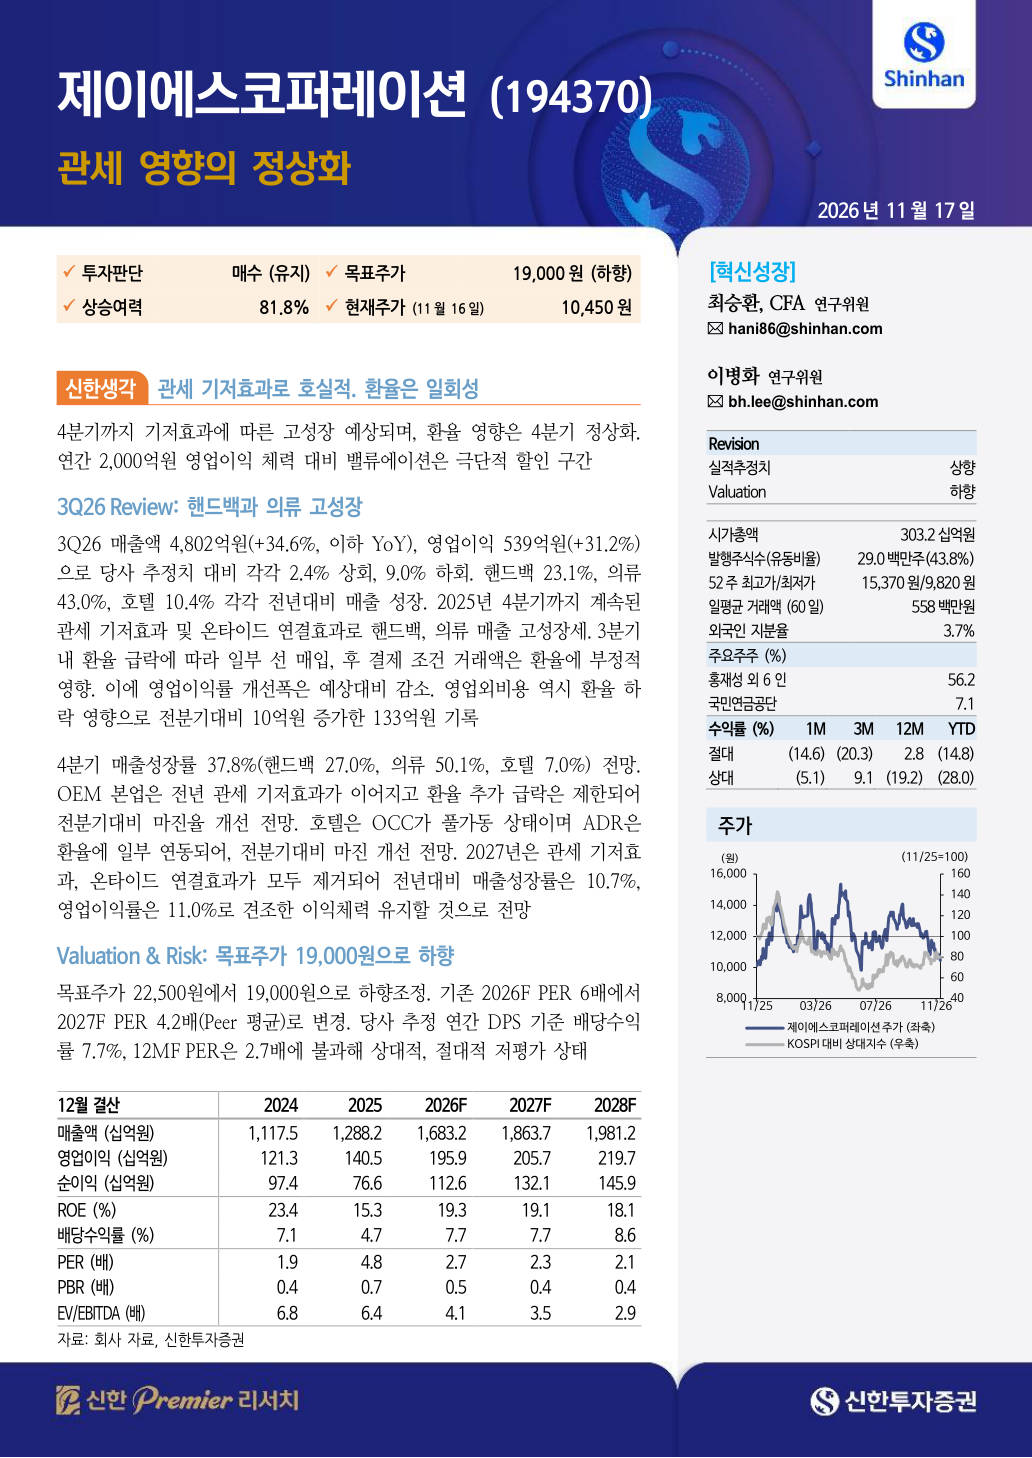 제이에스코퍼레이션 (194370)
관세 영향의 정상화
Shinhan
2026년 11월 17일
✓ 투자판단 매수 (유지) ✓ 목표주가 19,000원 (하향)
✓ 상승여력 81.8% ✓ 현재주가 (11월 16일) 10,450원
신한생각 관세 기저효과로 호실적. 환율은 일회성
4분기까지 기저효과에 따른 고성장 예상되며, 환율 영향은 4분기 정상화.
연간 2,000억원 영업이익 체력 대비 밸류에이션은 극단적 할인 구간
3Q26 Review: 핸드백과 의류 고성장
3Q26 매출액 4,802억원(+34.6%, 이하 YoY), 영업이익 539억원(+31.2%)
으로 당사 추정치 대비 각각 2.4% 상회, 9.0% 하회. 핸드백 23.1%, 의류
43.0%, 호텔 10.4% 각각 전년대비 매출 성장. 2025년 4분기까지 계속된
관세 기저효과 및 온타이드 연결효과로 핸드백, 의류 매출 고성장세. 3분기
내 환율 급락에 따라 일부 선 매입, 후 결제 조건 거래액은 환율에 부정적
영향. 이에 영업이익률 개선폭은 예상대비 감소. 영업외비용 역시 환율 하
락 영향으로 전분기대비 10억원 증가한 133억원 기록
4분기 매출성장률 37.8%(핸드백 27.0%, 의류 50.1%, 호텔 7.0%) 전망.
OEM 본업은 전년 관세 기저효과가 이어지고 환율 추가 급락은 제한되어
전분기대비 마진율 개선 전망. 호텔은 OCC가 풀가동 상태이며 ADR은
환율에 일부 연동되어, 전분기대비 마진 개선 전망. 2027년은 관세 기저효
과, 온타이드 연결효과가 모두 제거되어 전년대비 매출성장률은 10.7%,
영업이익률은 11.0%로 견조한 이익체력 유지할 것으로 전망
Valuation & Risk: 목표주가 19,000원으로 하향
목표주가 22,500원에서 19,000원으로 하향조정. 기존 2026F PER 6배에서
2027F PER 4.2배(Peer 평균)로 변경. 당사 추정 연간 DPS 기준 배당수익
률 7.7%, 12MF PER은 2.7배에 불과해 상대적, 절대적 저평가 상태
12월 결산 2024 2025 2026F 2027F 2028F
매출액 (십억원) 1,117.5 1,288.2 1,683.2 1,863.7 1,981.2
영업이익 (십억원) 121.3 140.5 195.9 205.7 219.7
순이익 (십억원) 97.4 76.6 112.6 132.1 145.9
ROE (%) 23.4 15.3 19.3 19.1 18.1
배당수익률 (%) 7.1 4.7 7.7 7.7 8.6
PER (배) 1.9 4.8 2.7 2.3 2.1
PBR (배) 0.4 0.7 0.5 0.4 0.4
EV/EBITDA (배) 6.8 6.4 4.1 3.5 2.9
자료: 회사 자료, 신한투자증권
[혁신성장]
최승환, CFA 연구위원
hani86@shinhan.com
이병화 연구위원
bh.lee@shinhan.com
Revision
실적추정치 상향
Valuation 하향
시가총액 303.2 십억원
발행주식수(유동비율) 29.0 백만주(43.8%)
52주 최고가/최저가 15,370 원/9,820 원
일평균 거래액 (60일) 558 백만원
외국인 지분율 3.7%
주요주주 (%)
홍재성 외 6인 56.2
국민연금공단 7.1
수익률 (%) 1M 3M 12M YTD
절대 (14.6) (20.3) 2.8 (14.8)
상대 (5.1) 9.1 (19.2) (28.0)
주가
(원) (11/25=100)
16,000 160
140
14,000 120
12,000 100
10,000 80
60
8,000 40
11/25 03/26 07/26 11/26
제이에스코퍼레이션 주가 (좌축)
KOSPI 대비 상대지수 (우축)
신한 Premier 리서치
신한투자증권